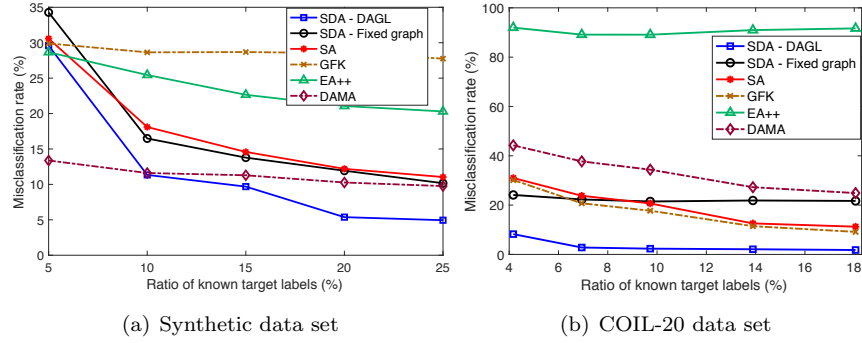 35
30
25
20
15
10
5
0
5
10
15
20
25
Misclassification rate (%)
Ratio of known target labels (%)
SDA - DAGL
SDA - Fixed graph
SA
GFK
EA++
DAMA
(a) Synthetic data set
100
80
60
40
20
0
4
6
8
10
12
14
16
18
Misclassification rate (%)
Ratio of known target labels (%)
SDA - DAGL
SDA - Fixed graph
SA
GFK
EA++
DAMA
(b) COIL-20 data set